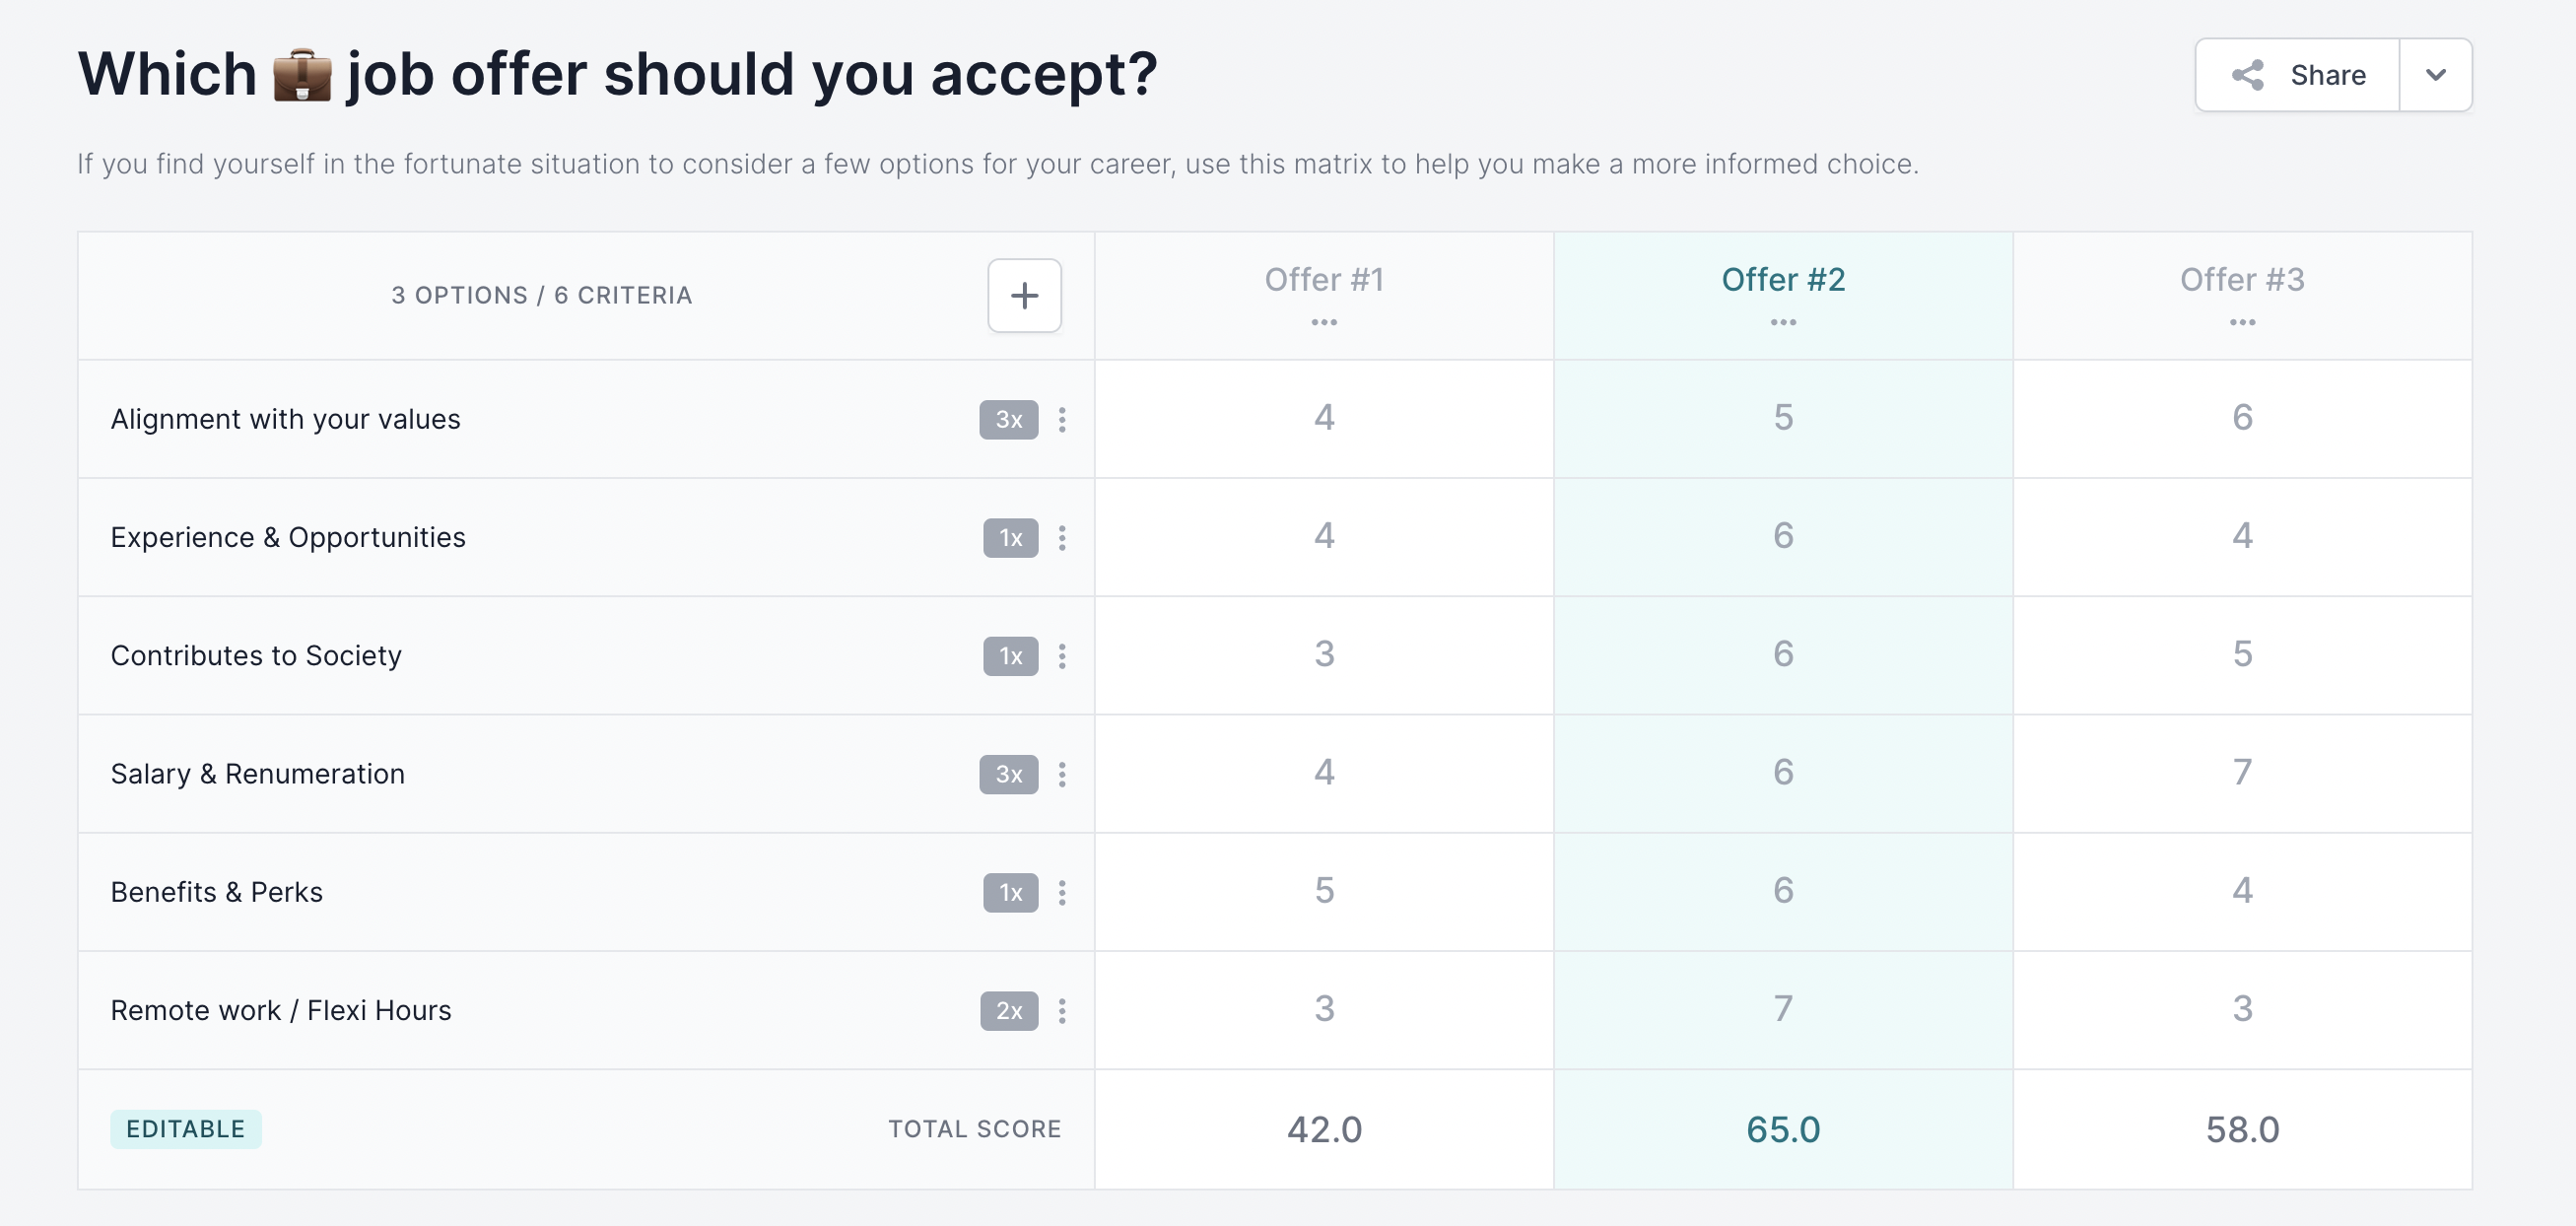 Which 💼 job offer should you accept?
Share
If you find yourself in the fortunate situation to consider a few options for your career, use this matrix to help you make a more informed choice.
3 OPTIONS / 6 CRITERIA + Offer #1 Offer #2 Offer #3
Alignment with your values 3x 4 5 6
Experience & Opportunities 1x 4 6 4
Contributes to Society 1x 3 6 5
Salary & Renumeration 3x 4 6 7
Benefits & Perks 1x 5 6 4
Remote work / Flexi Hours 2x 3 7 3
EDITABLE TOTAL SCORE 42.0 65.0 58.0